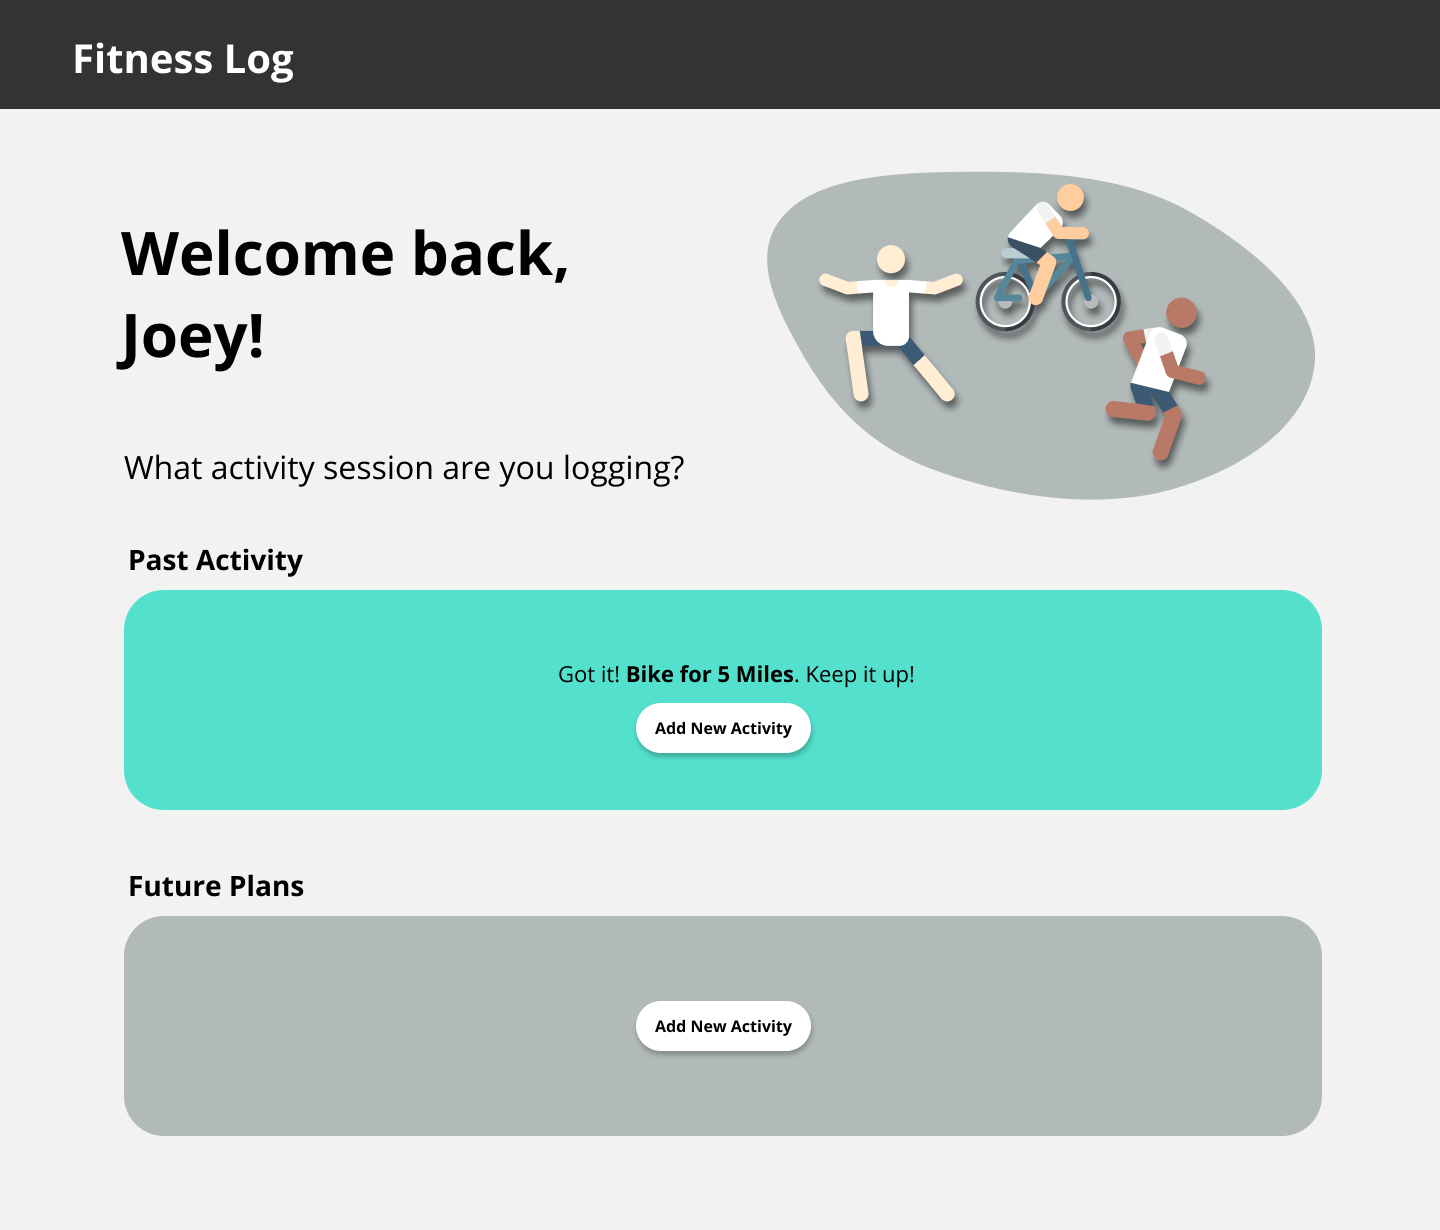 Fitness Log
Welcome back,
Joey!
What activity session are you logging?
Past Activity
Got it! Bike for 5 Miles. Keep it up!
Add New Activity
Future Plans
Add New Activity